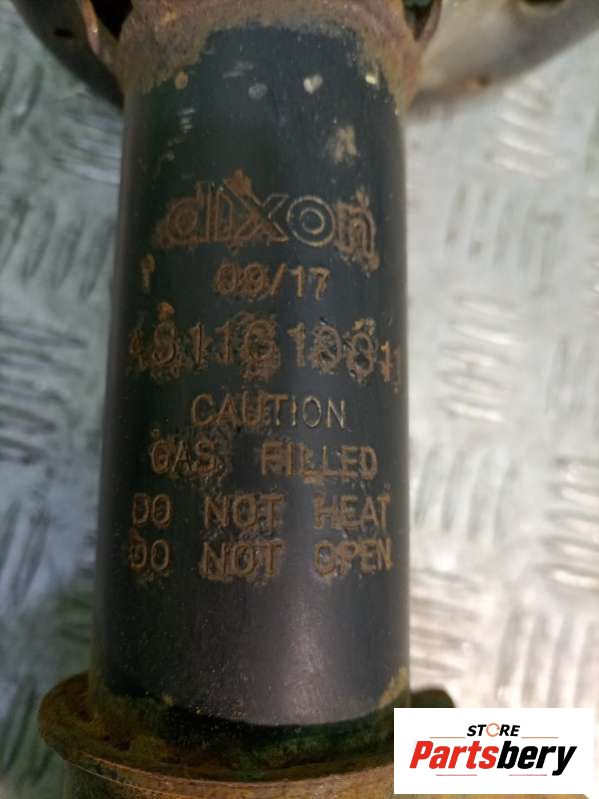 dixon
09/17
CAUTION
GAS FILLED
DO NOT HEAT
DO NOT OPEN
STORE
Partsbery